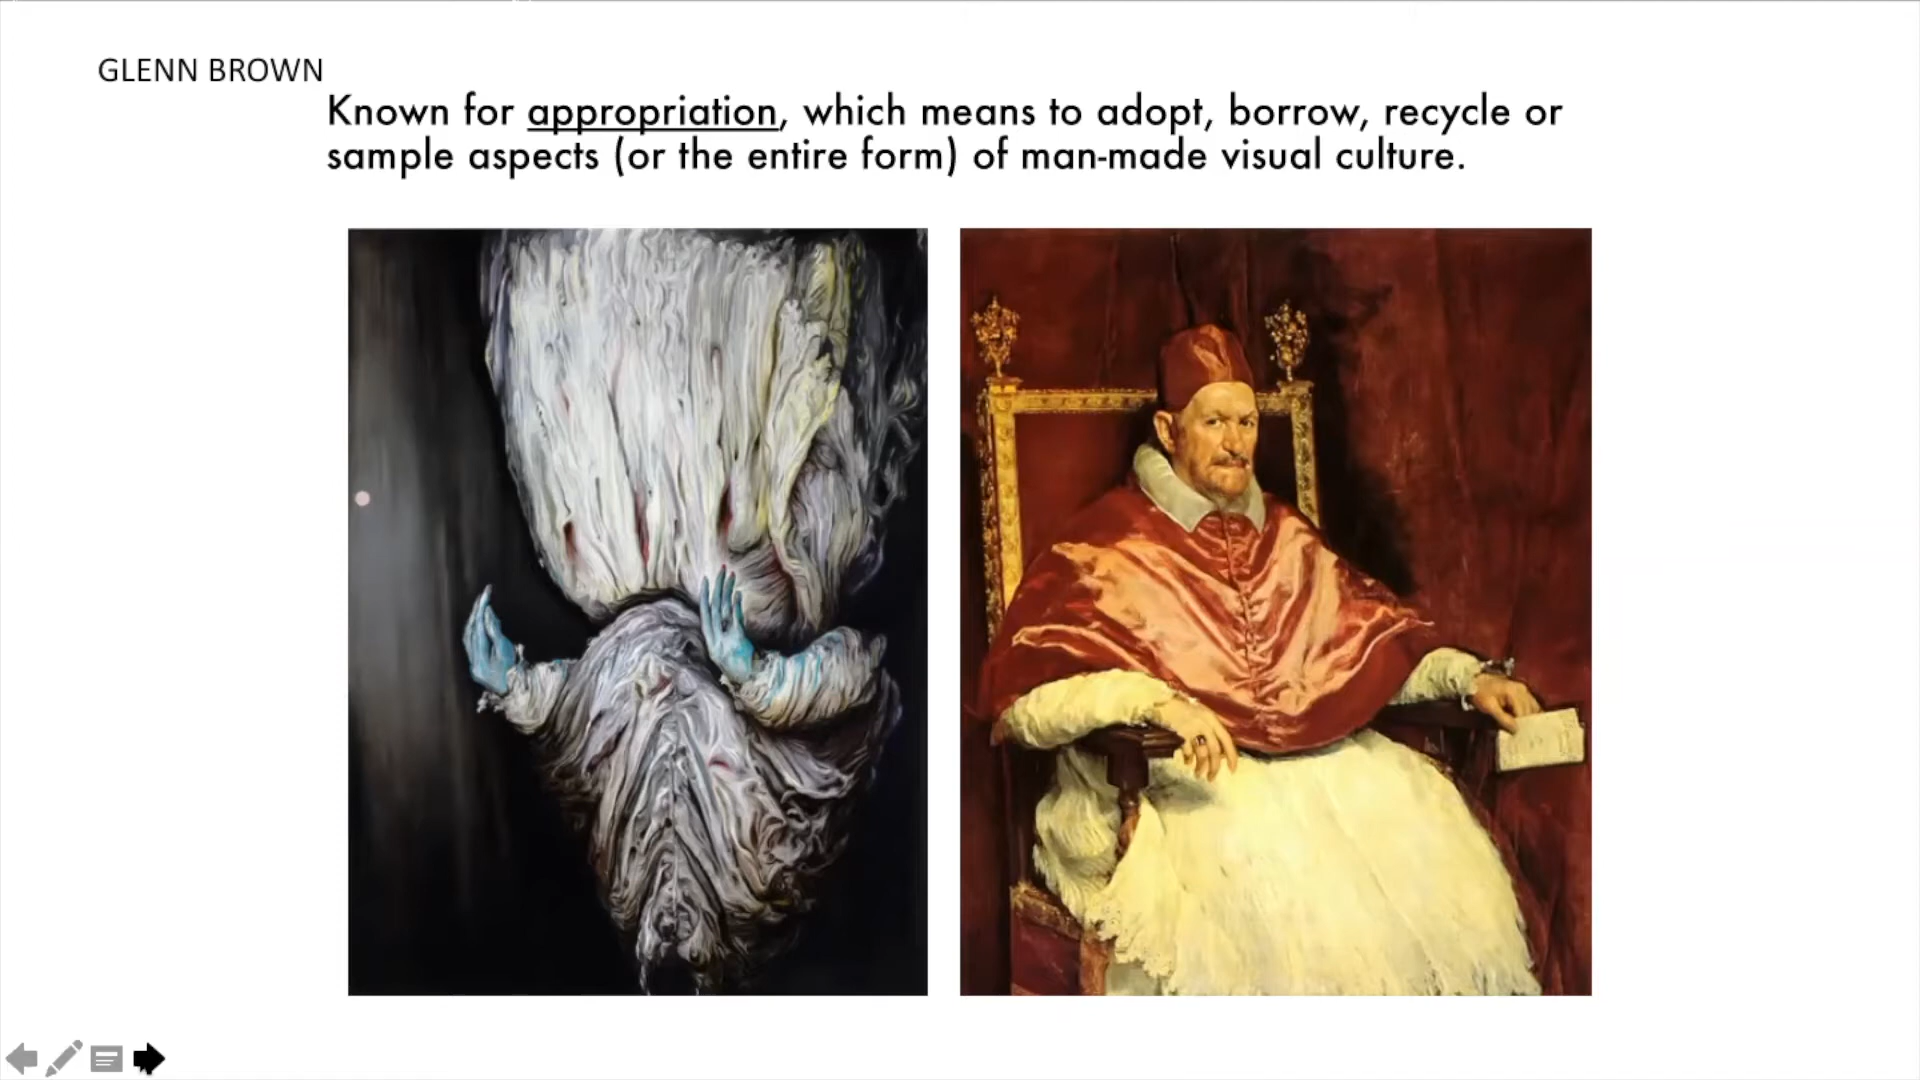 GLENN BROWN
Known for appropriation, which means to adopt, borrow, recycle or
sample aspects (or the entire form) of man-made visual culture.